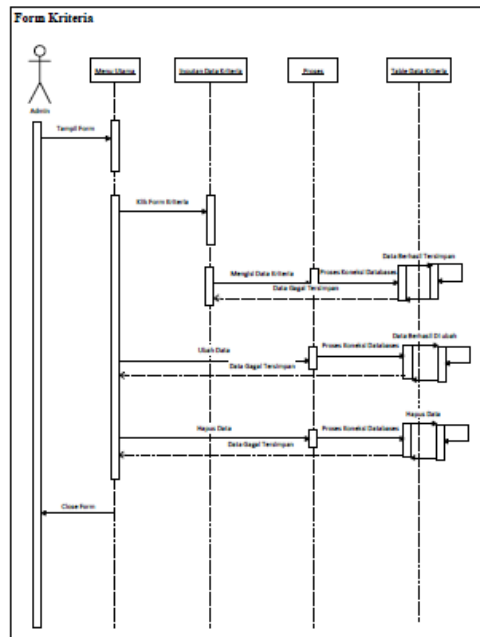 Form Kriteria
Menu Utama
Inputan Data Kriteria
Proses
Table Data Kriteria
Admin
Tampil Form
Klik Form Kriteria
Data Berhasil Tersimpan
Mengisi Data Kriteria
Proses Koneksi Databases
Data Gagal Tersimpan
Data Berhasil Di ubah
Ubah Data
Proses Koneksi Databases
Data Gagal Tersimpan
Hapus Data
Hapus Data
Proses Koneksi Databases
Data Gagal Tersimpan
Close Form